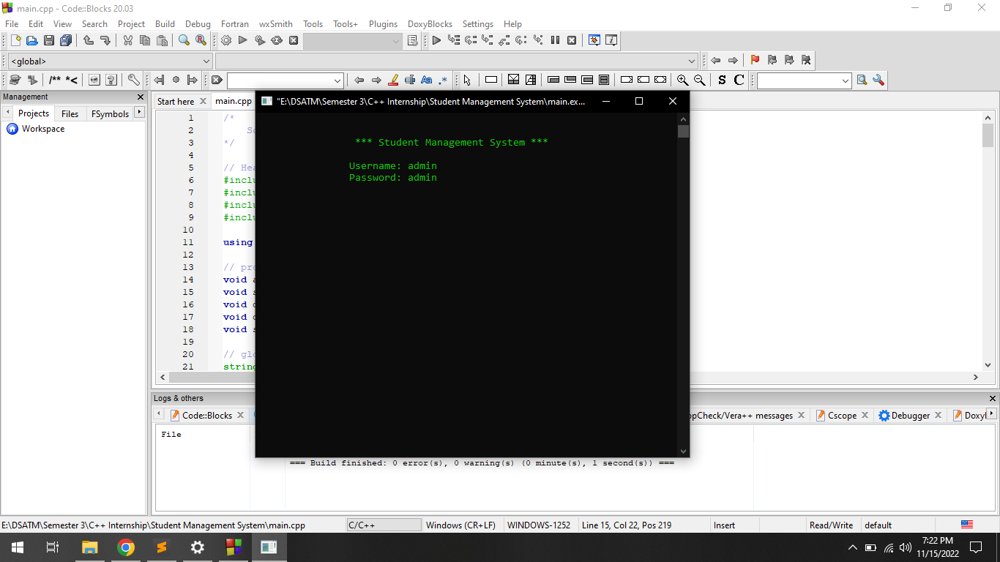 main.cpp - Code::Blocks 20.03
File Edit View Search Project Build Debug Fortran wxSmith Tools Tools+ Plugins DoxyBlocks Settings Help
<global>
/** *< Aa .* S C
Management
Projects Files FSymbols
Workspace
Start here main.cpp
"E:\DSATM\Semester 3\C++ Internship\Student Management System\main.ex...
*** Student Management System ***
Username: admin
Password: admin
1 /*
2
3 */
4
5 // Hea
6 #inclu
7 #inclu
8 #inclu
9 #inclu
10
11 using
12
13 // pro
14 void
15 void
16 void
17 void
18 void
19
20 // glo
21 string
Logs & others
Code::Blocks ppCheck/Vera++ messages Cscope Debugger Doxyl
File
=== Build finished: 0 error(s), 0 warning(s) (0 minute(s), 1 second(s)) ===
E:\DSATM\Semester 3\C++ Internship\Student Management System\main.cpp C/C++ Windows (CR+LF) WINDOWS-1252 Line 15, Col 22, Pos 219 Insert Read/Write default
7:22 PM
11/15/2022